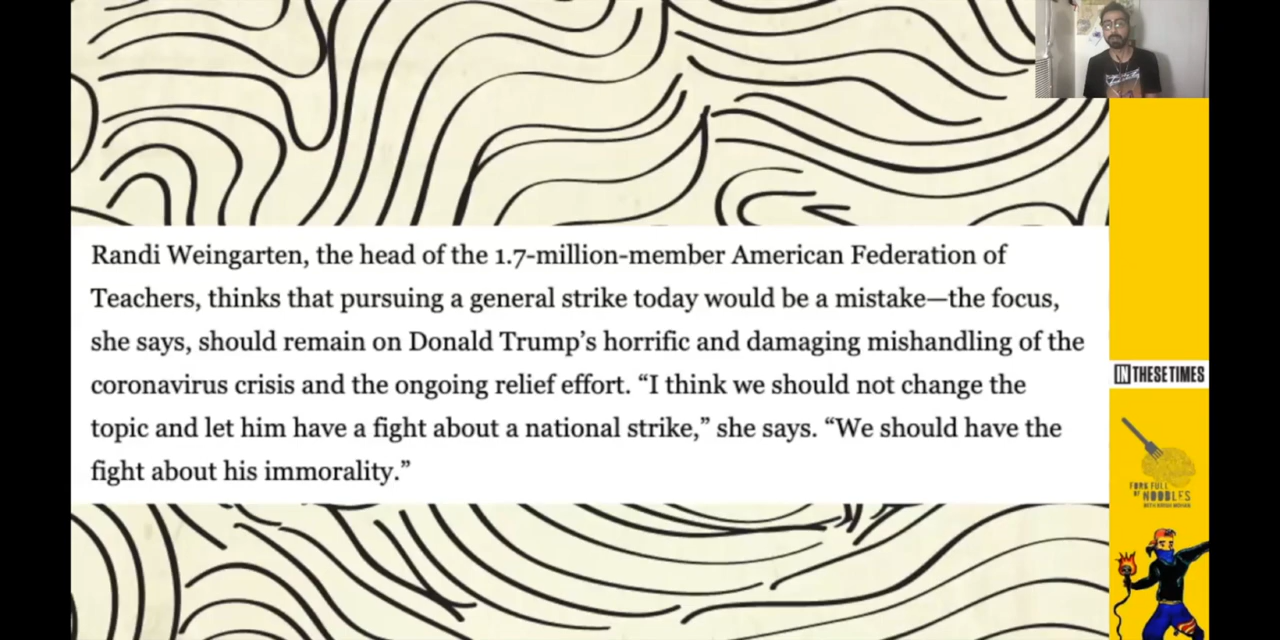 Randi Weingarten, the head of the 1.7-million-member American Federation of
Teachers, thinks that pursuing a general strike today would be a mistake—the focus,
she says, should remain on Donald Trump’s horrific and damaging mishandling of the
coronavirus crisis and the ongoing relief effort. “I think we should not change the
topic and let him have a fight about a national strike,” she says. “We should have the
fight about his immorality.”
IN THESE TIMES
FORK FULL
OF NOODLES